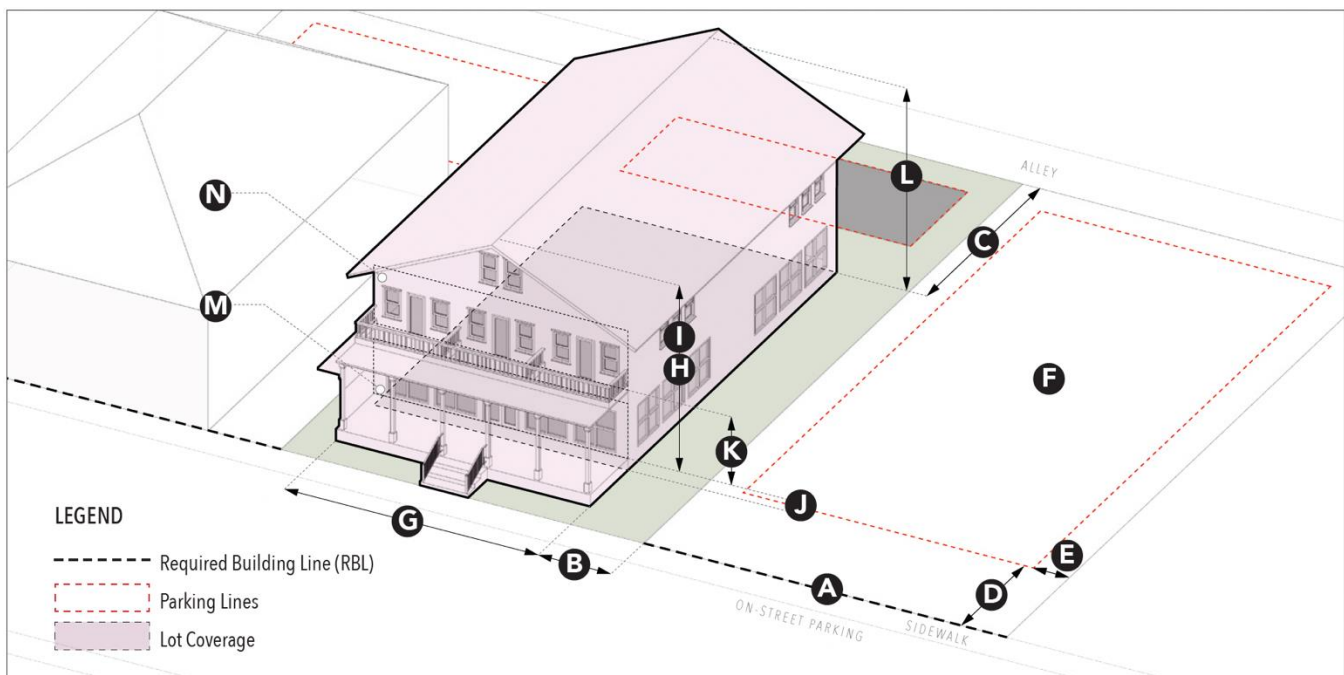 ALLEY
N
L
C
M
I
H
F
K
J
G
B
E
A
D
ON-STREET PARKING
SIDEWALK
LEGEND
Required Building Line (RBL)
Parking Lines
Lot Coverage